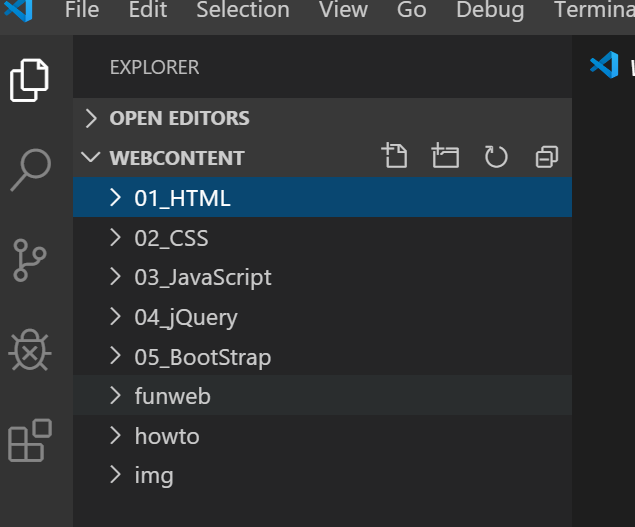 File Edit Selection View Go Debug
EXPLORER
OPEN EDITORS
WEBCONTENT
01_HTML
02_CSS
03_JavaScript
04_jQuery
05_BootStrap
funweb
howto
img